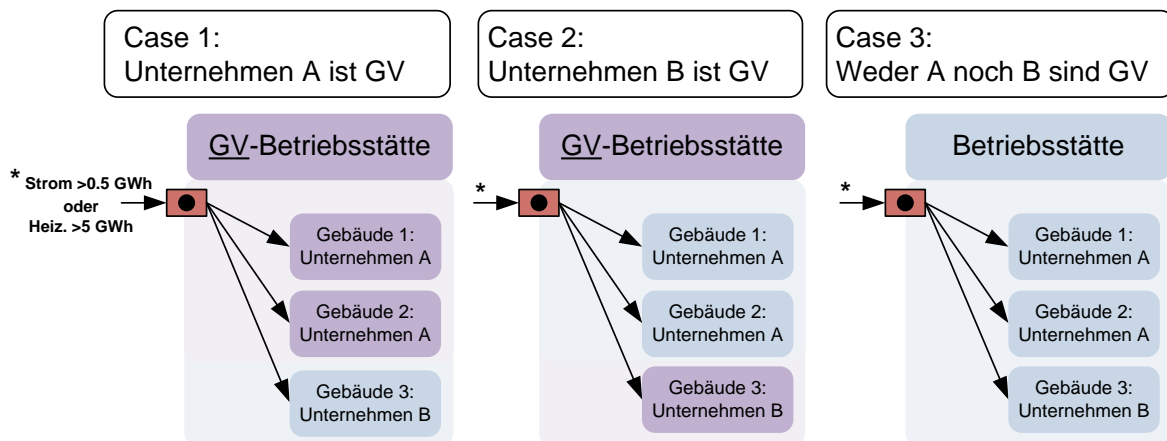 Case 1:
Unternehmen A ist GV
Case 2:
Unternehmen B ist GV
Case 3:
Weder A noch B sind GV
GV-Betriebsstätte
GV-Betriebsstätte
Betriebsstätte
* Strom >0.5 GWh
oder
Heiz. >5 GWh
*
*
Gebäude 1:
Unternehmen A
Gebäude 2:
Unternehmen A
Gebäude 3:
Unternehmen B
Gebäude 1:
Unternehmen A
Gebäude 2:
Unternehmen A
Gebäude 3:
Unternehmen B
Gebäude 1:
Unternehmen A
Gebäude 2:
Unternehmen A
Gebäude 3:
Unternehmen B